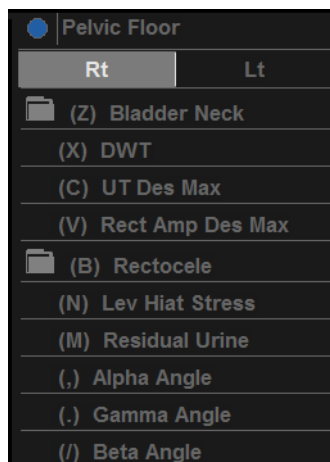 Pelvic Floor
Rt Lt
(Z) Bladder Neck
(X) DWT
(C) UT Des Max
(V) Rect Amp Des Max
(B) Rectocele
(N) Lev Hiat Stress
(M) Residual Urine
(,) Alpha Angle
(.) Gamma Angle
(/) Beta Angle